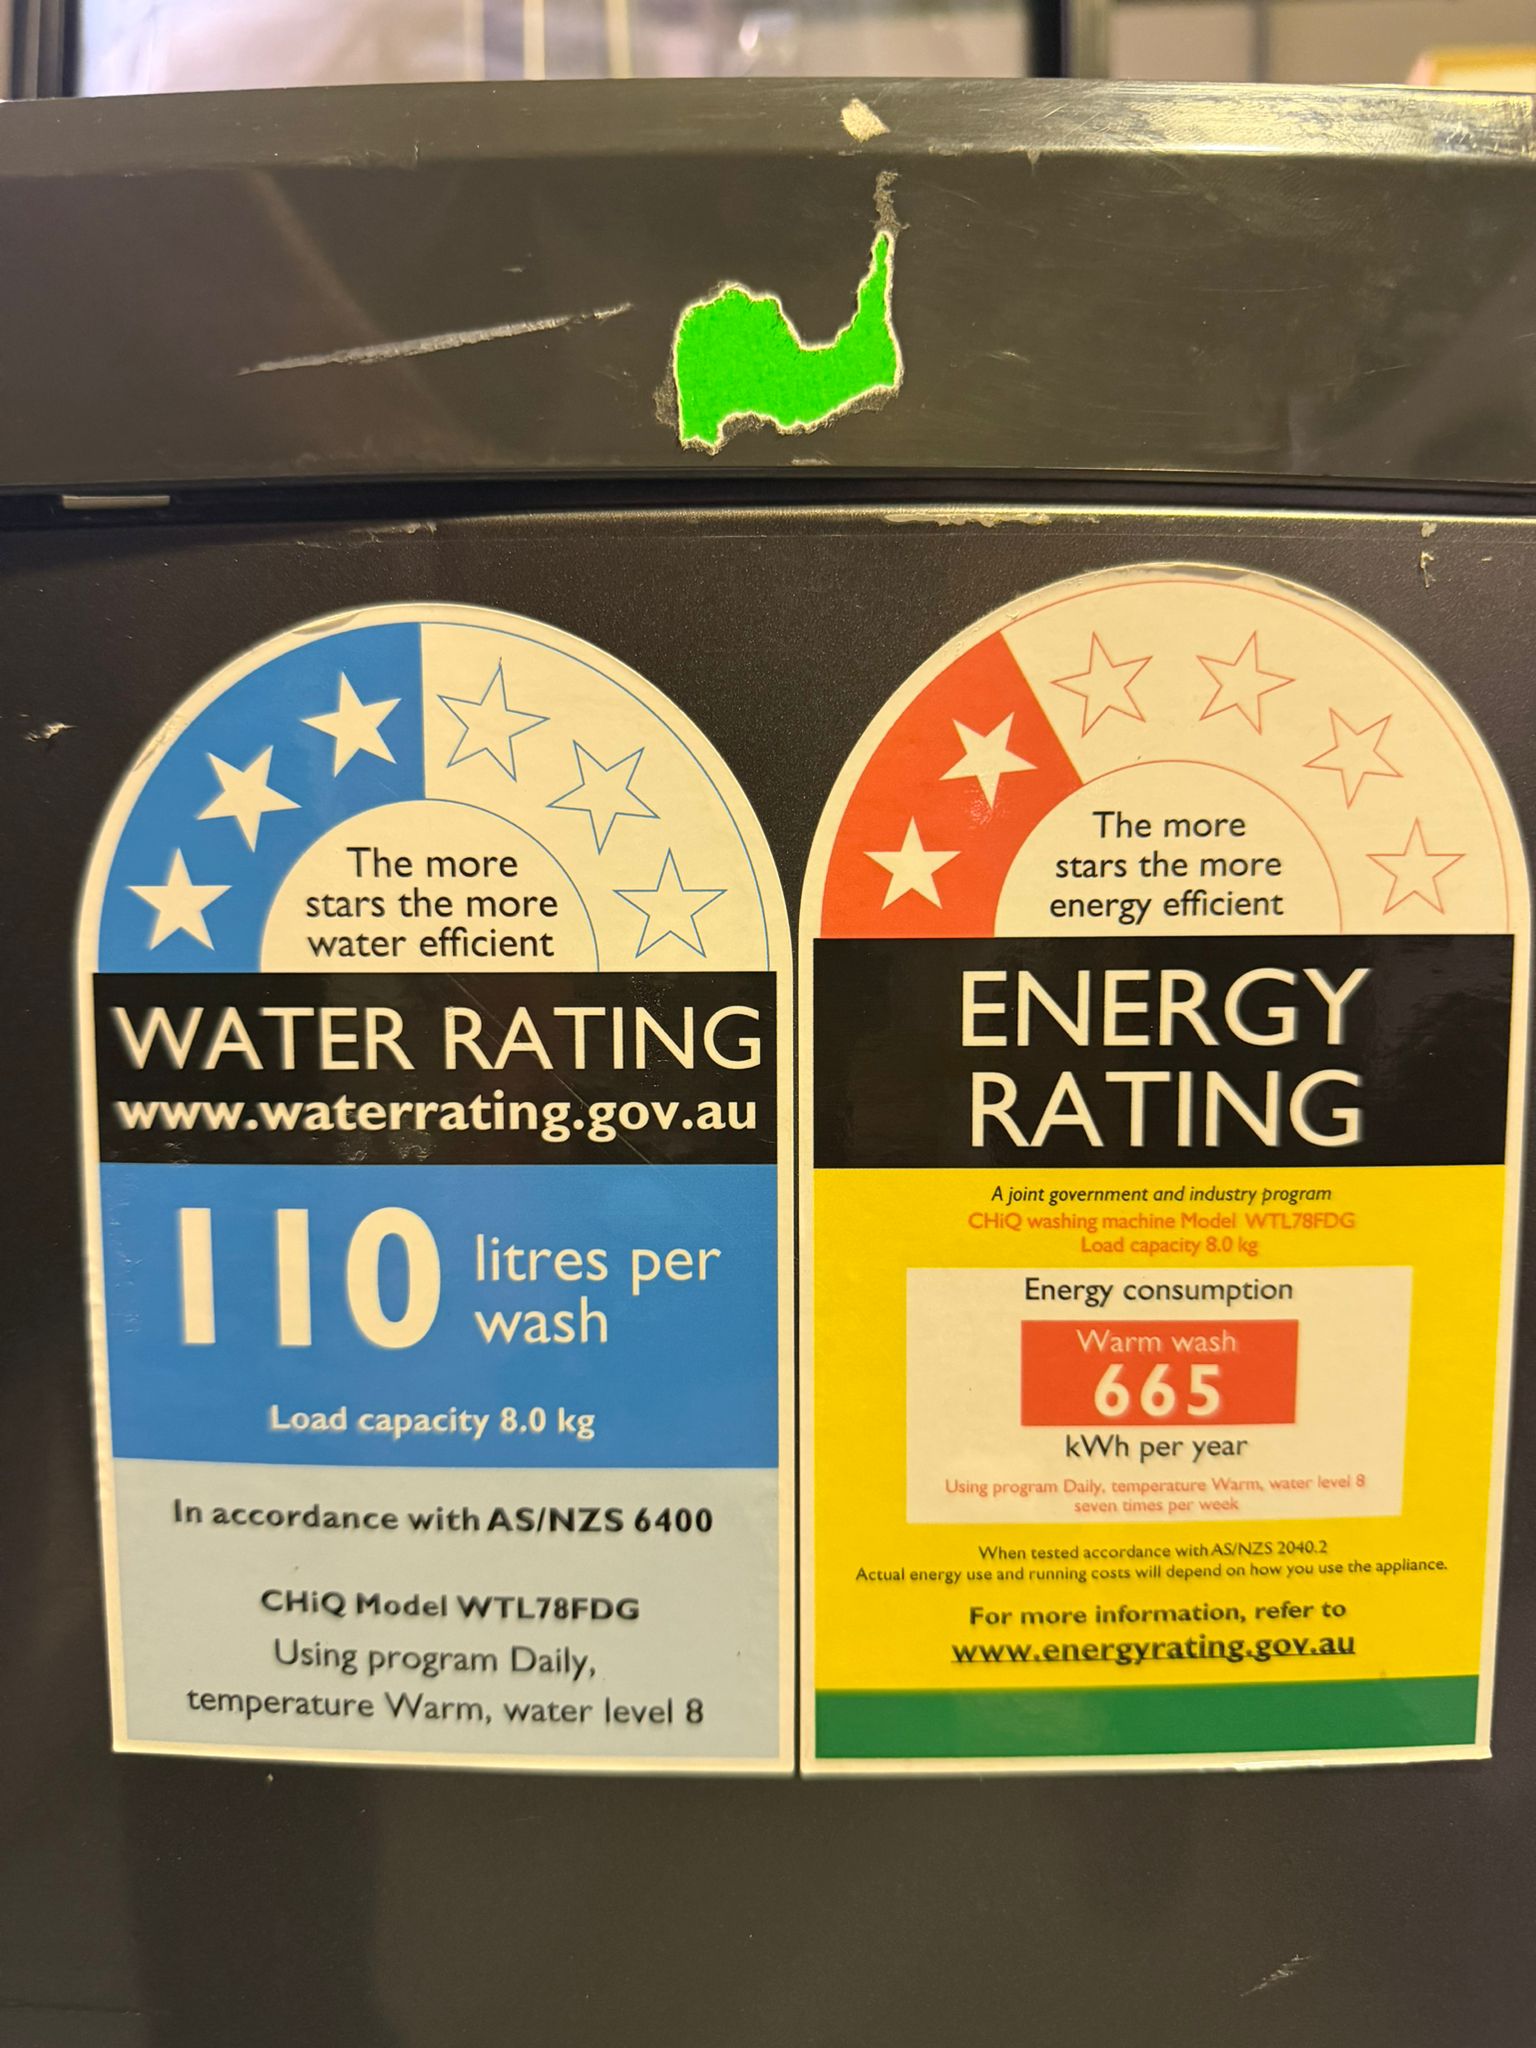 The more
stars the more
water efficient
WATER RATING
www.waterrating.gov.au
110 litres per
wash
Load capacity 8.0 kg
In accordance with AS/NZS 6400
CHiQ Model WTL78FDG
Using program Daily,
temperature Warm, water level 8
The more
stars the more
energy efficient
ENERGY
RATING
A joint government and industry program
CHiQ washing machine Model WTL78FDG
Load capacity 8.0 kg
Energy consumption
Warm wash
665
kWh per year
Using program Daily, temperature Warm, water level 8
seven times per week
When tested accordance with AS/NZS 2040.2
Actual energy use and running costs will depend on how you use the appliance.
For more information, refer to
www.energyrating.gov.au